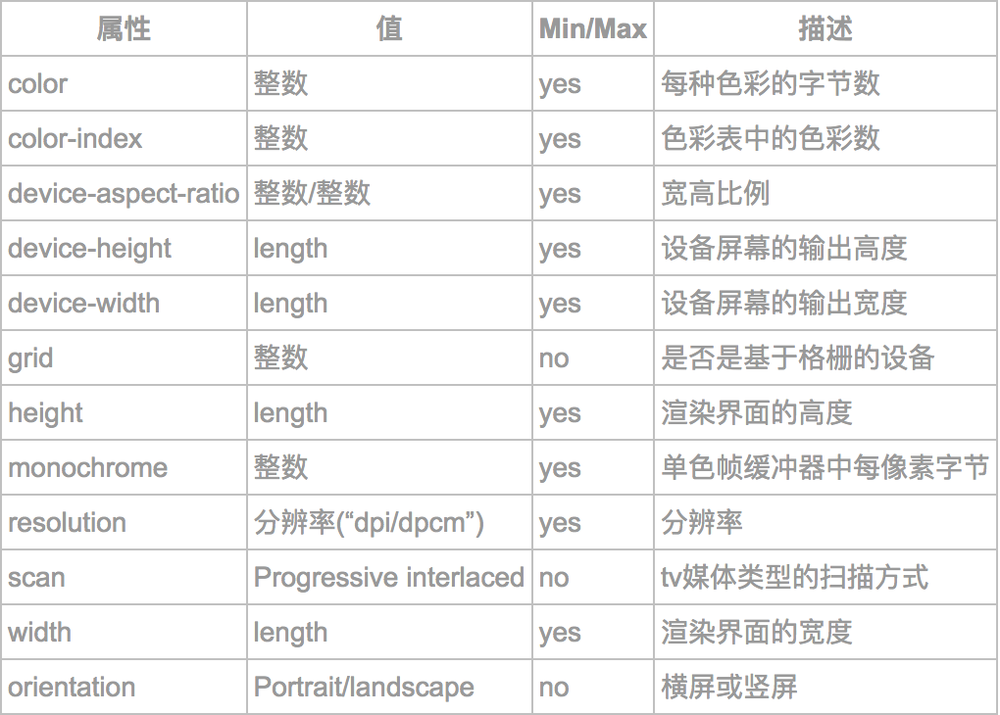 属性 值 Min/Max 描述
color 整数 yes 每种色彩的字节数
color-index 整数 yes 色彩表中的色彩数
device-aspect-ratio 整数/整数 yes 宽高比例
device-height length yes 设备屏幕的输出高度
device-width length yes 设备屏幕的输出宽度
grid 整数 no 是否是基于格栅的设备
height length yes 渲染界面的高度
monochrome 整数 yes 单色帧缓冲器中每像素字节
resolution 分辨率(“dpi/dpcm”) yes 分辨率
scan Progressive interlaced no tv媒体类型的扫描方式
width length yes 渲染界面的宽度
orientation Portrait/landscape no 横屏或竖屏